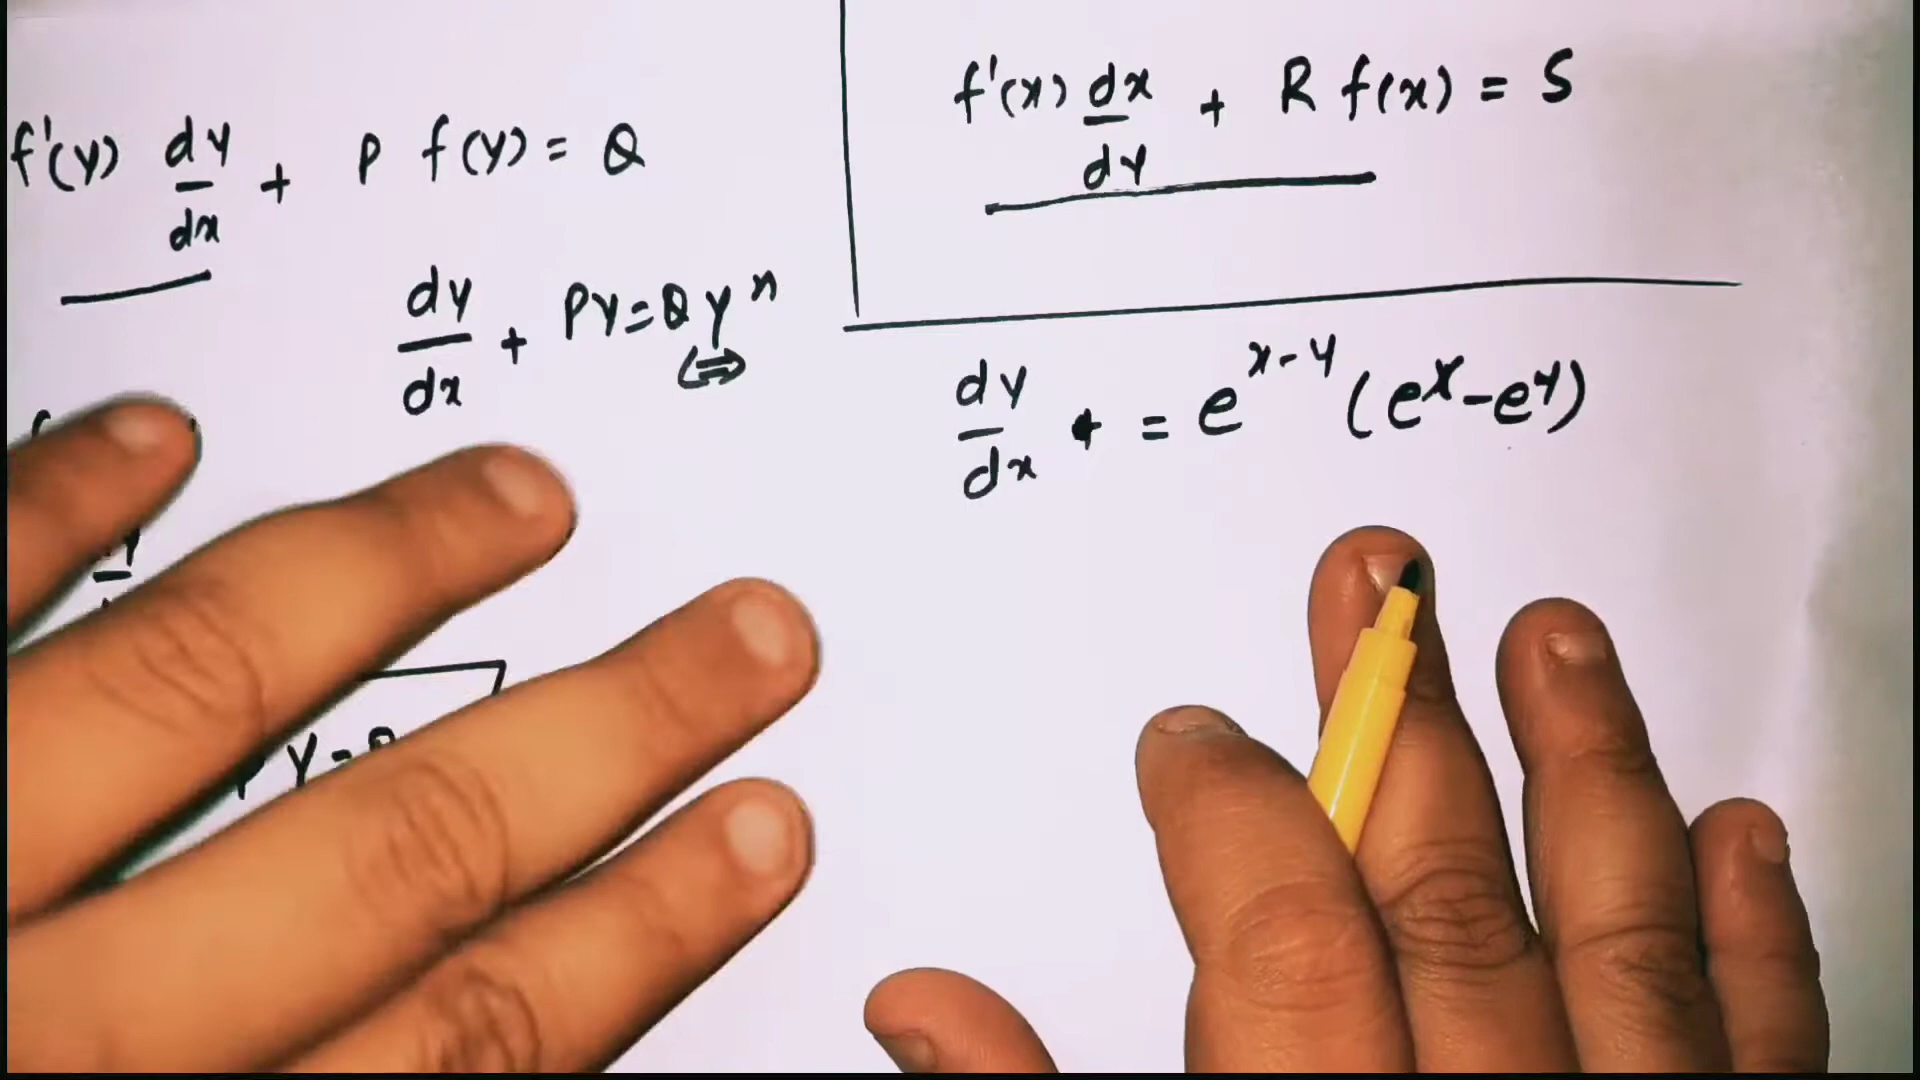 f'(y) dy/dx + P f(y) = Q
dy/dx + Py = Q y^n
Y =
f'(x) dx/dy + R f(x) = S
dy/dx = e^{x-y} (e^x - e^y)